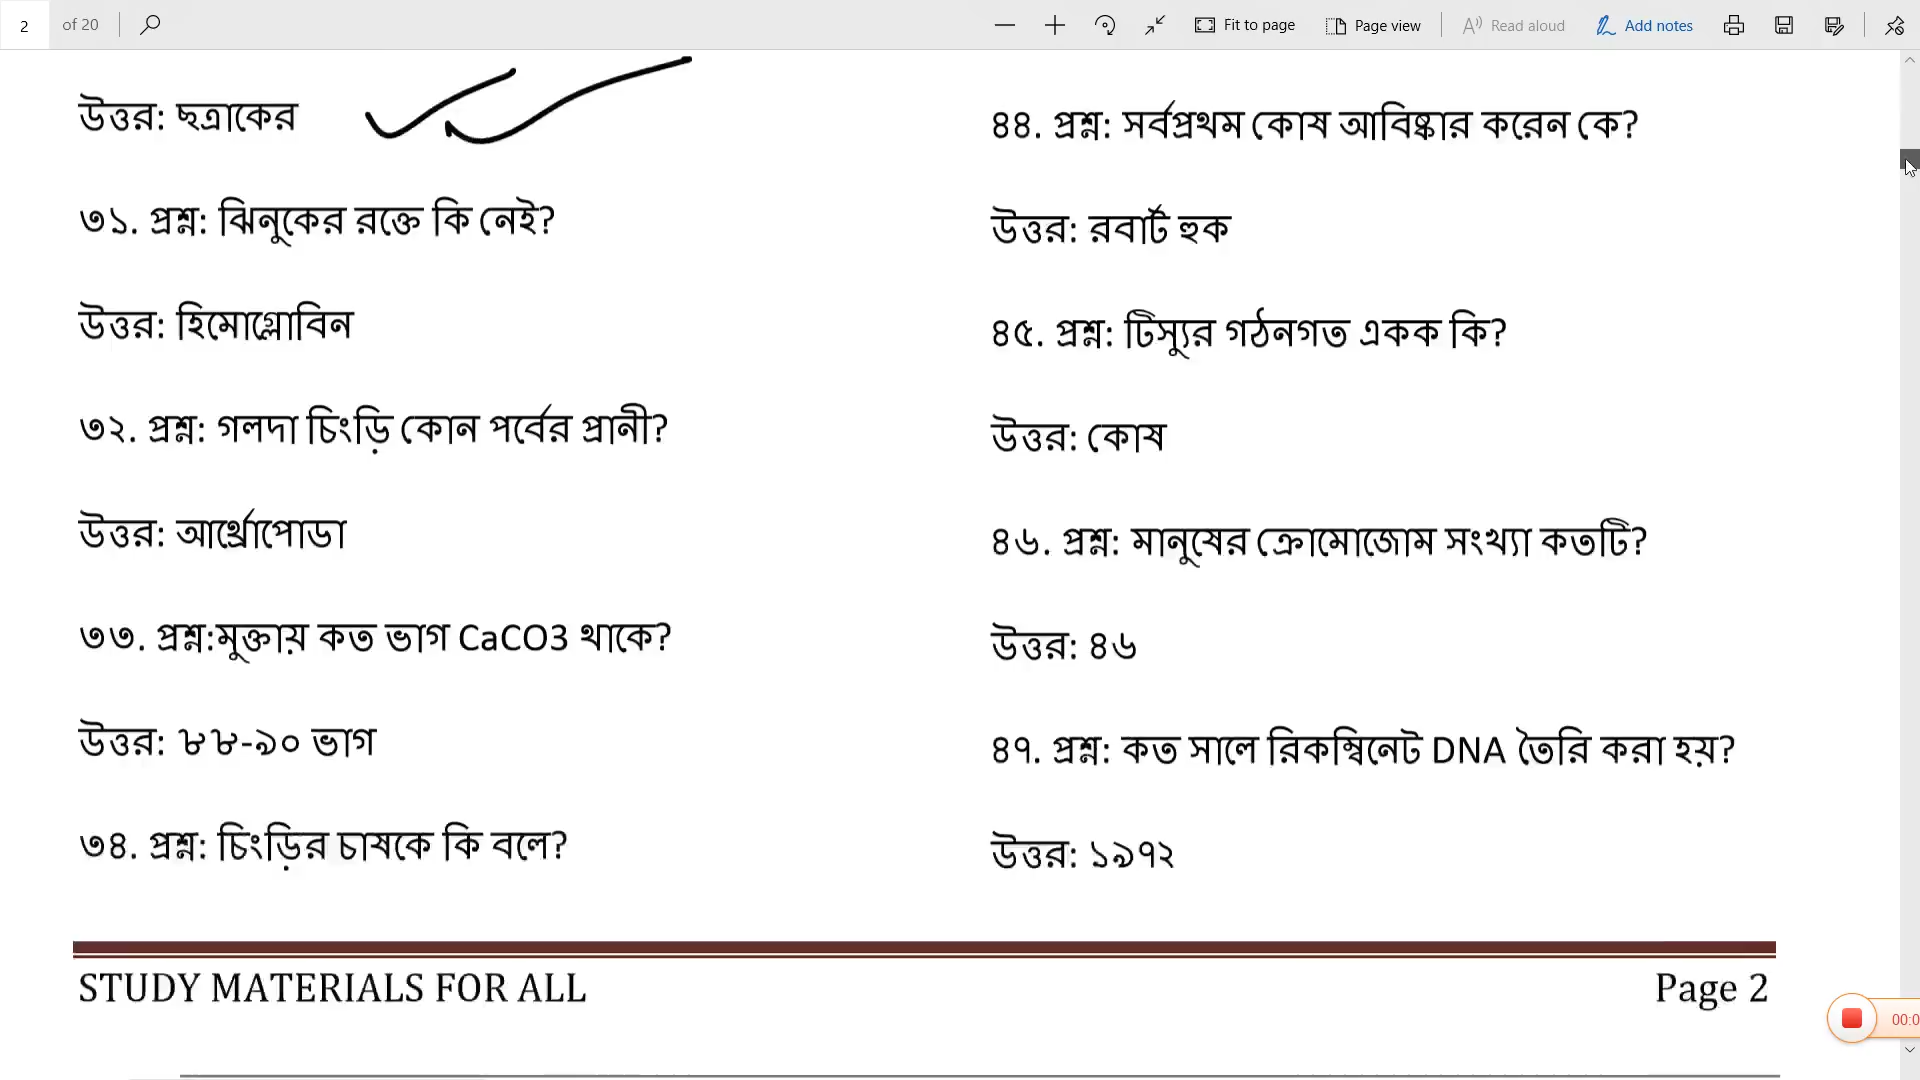 2 of 20 Fit to page Page view Read aloud Add notes
উত্তর: ছত্রাকের
৩১. প্রশ্ন: ঝিনুকের রক্তে কি নেই?
উত্তর: হিমোগ্লোবিন
৩২. প্রশ্ন: গলদা চিংড়ি কোন পর্বের প্রানী?
উত্তর: আর্থ্রোপোডা
৩৩. প্রশ্ন:মুক্তায় কত ভাগ CaCO3 থাকে?
উত্তর: ৮৮-৯০ ভাগ
৩৪. প্রশ্ন: চিংড়ির চাষকে কি বলে?
৪৪. প্রশ্ন: সর্বপ্রথম কোষ আবিষ্কার করেন কে?
উত্তর: রবার্ট হুক
৪৫. প্রশ্ন: টিস্যুর গঠনগত একক কি?
উত্তর: কোষ
৪৬. প্রশ্ন: মানুষের ক্রোমোজোম সংখ্যা কতটি?
উত্তর: ৪৬
৪৭. প্রশ্ন: কত সালে রিকম্বিনেট DNA তৈরি করা হয়?
উত্তর: ১৯৭২
STUDY MATERIALS FOR ALL Page 2